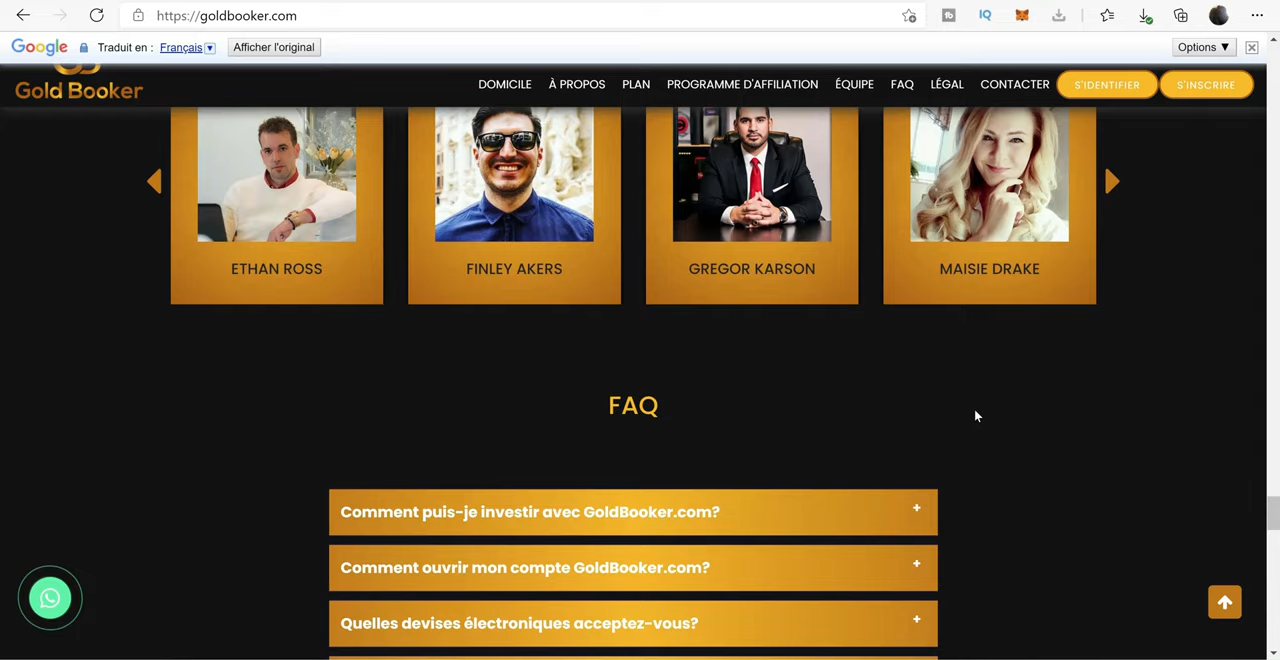 https://goldbooker.com
Google Traduit en : Français ▼ Afficher l'original Options ▼
Gold Booker
DOMICILE À PROPOS PLAN PROGRAMME D'AFFILIATION ÉQUIPE FAQ LÉGAL CONTACTER S'IDENTIFIER S'INSCRIRE
ETHAN ROSS FINLEY AKERS GREGOR KARSON MAISIE DRAKE
FAQ
Comment puis-je investir avec GoldBooker.com? +
Comment ouvrir mon compte GoldBooker.com? +
Quelles devises électroniques acceptez-vous? +